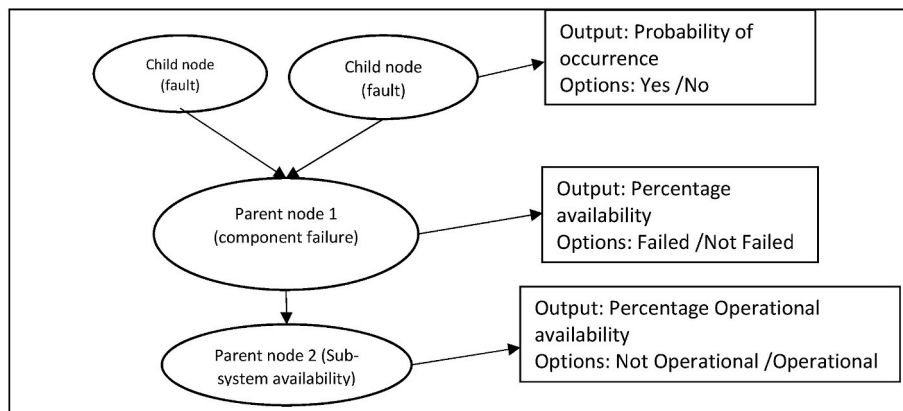 Child node
(fault)
Child node
(fault)
Output: Probability of
occurrence
Options: Yes /No
Parent node 1
(component failure)
Output: Percentage
availability
Options: Failed /Not Failed
Parent node 2 (Sub-
system availability)
Output: Percentage Operational
availability
Options: Not Operational /Operational